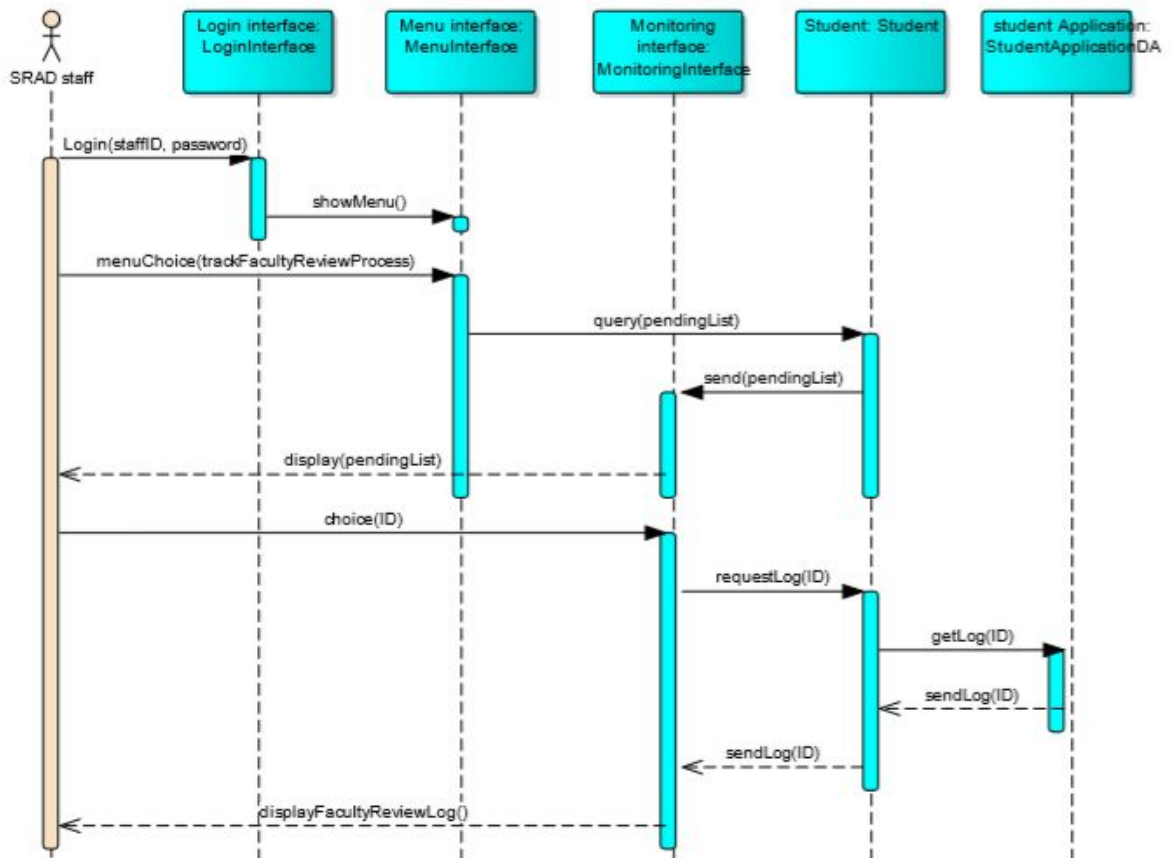 SRAD staff
Login interface:
LoginInterface
Menu interface:
MenuInterface
Monitoring
interface:
MonitoringInterface
Student: Student
student Application:
StudentApplicationDA
Login(staffID, password)
showMenu()
menuChoice(trackFacultyReviewProcess)
query(pendingList)
send(pendingList)
display(pendingList)
choice(ID)
requestLog(ID)
getLog(ID)
sendLog(ID)
sendLog(ID)
displayFacultyReviewLog()